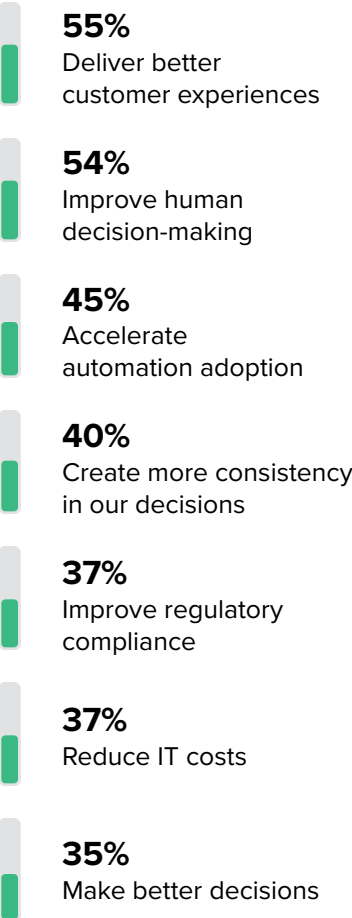 55%
Deliver better
customer experiences
54%
Improve human
decision-making
45%
Accelerate
automation adoption
40%
Create more consistency
in our decisions
37%
Improve regulatory
compliance
37%
Reduce IT costs
35%
Make better decisions